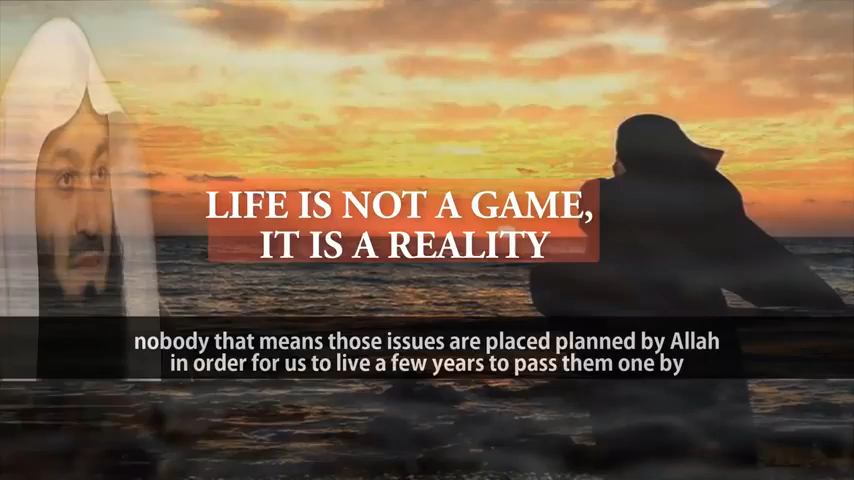 LIFE IS NOT A GAME,
IT IS A REALITY
nobody that means those issues are placed planned by Allah
in order for us to live a few years to pass them one by